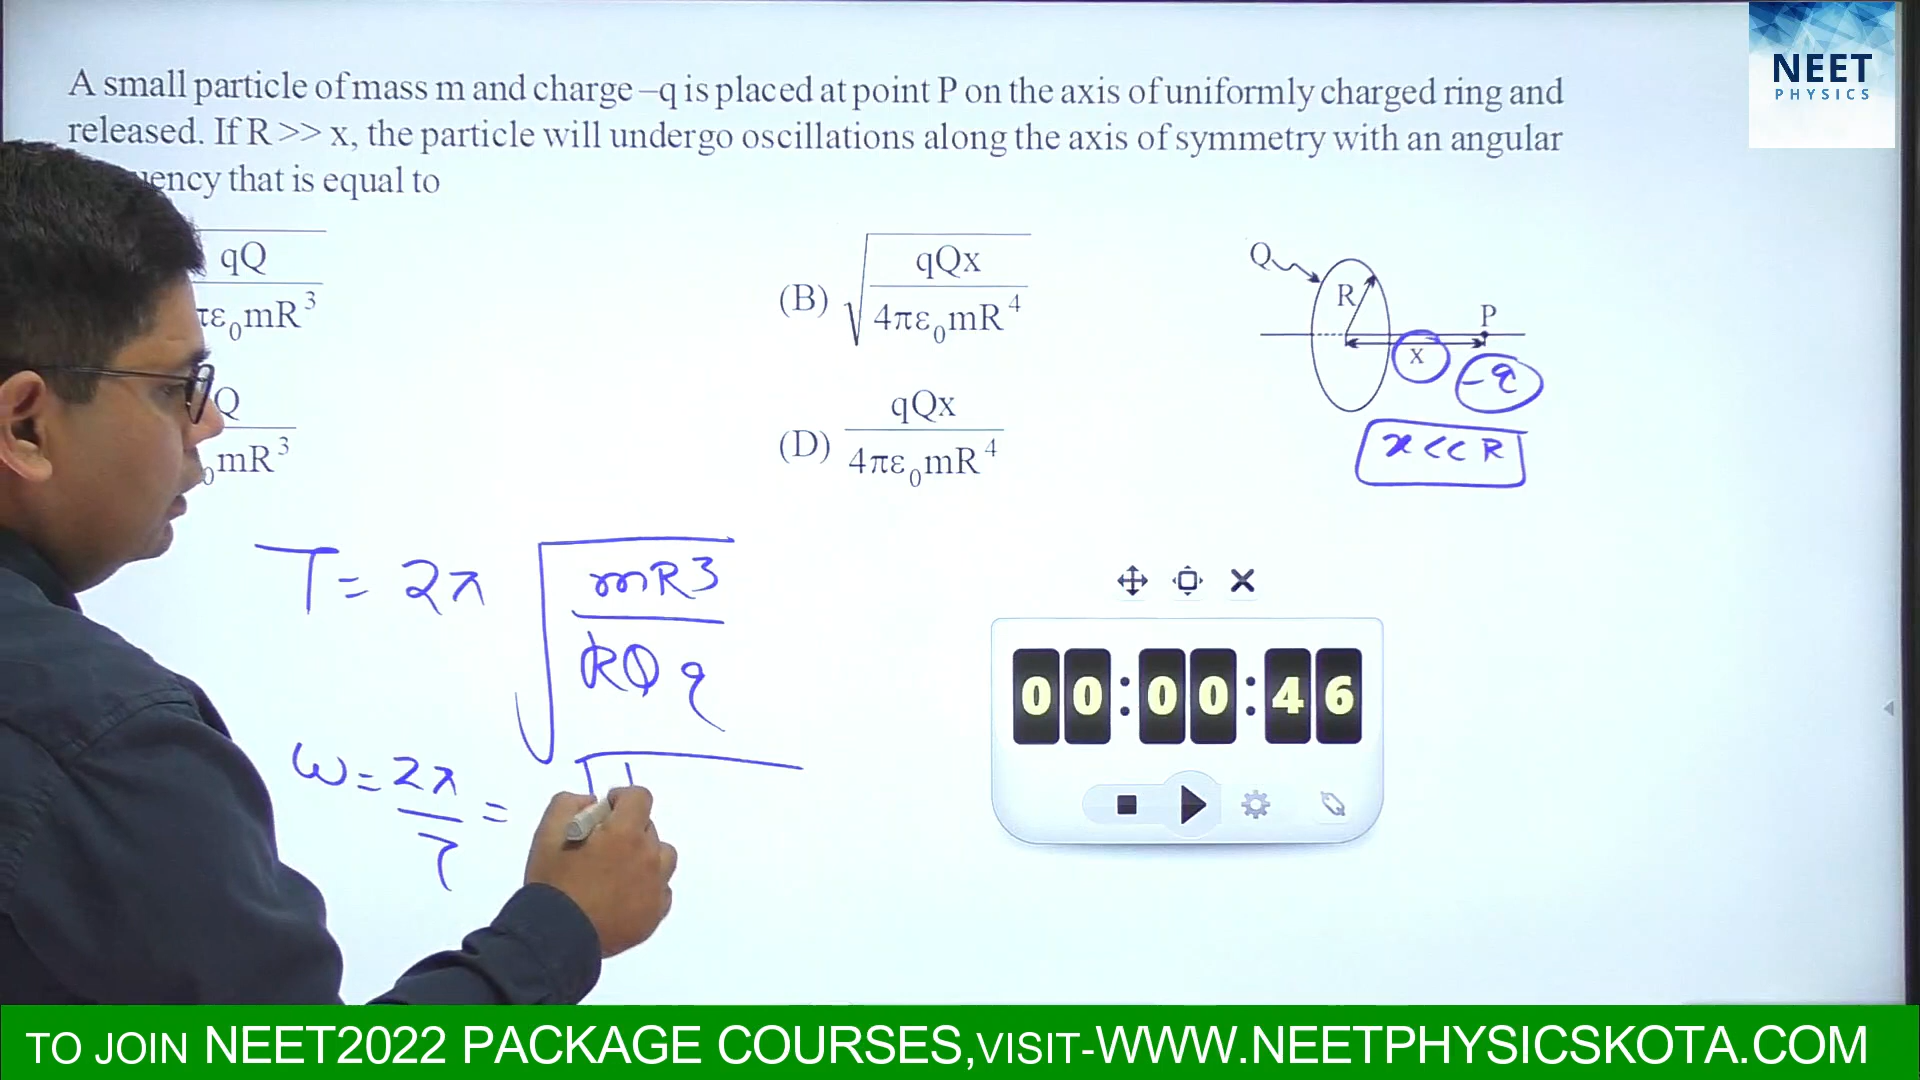 NEET
PHYSICS
A small particle of mass m and charge –q is placed at point P on the axis of uniformly charged ring and
released. If R >> x, the particle will undergo oscillations along the axis of symmetry with an angular
that is equal to
qQ
ε₀mR³
(B) √(qQx / 4πε₀mR⁴)
Q
R
P
x
-q
x << R
Q
₀mR³
(D) qQx / 4πε₀mR⁴
T = 2π √(mR3 / kQq)
ω = 2π / T =
00:00:46
TO JOIN NEET2022 PACKAGE COURSES,VISIT-WWW.NEETPHYSICSKOTA.COM